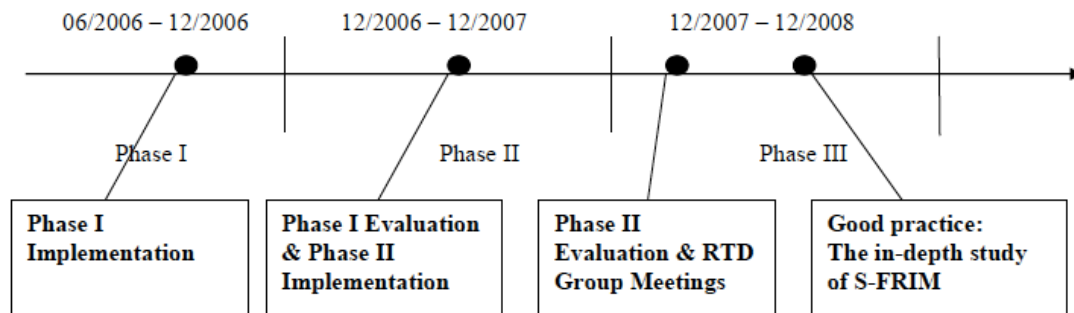 06/2006 – 12/2006
12/2006 – 12/2007
12/2007 – 12/2008
Phase I
Phase II
Phase III
Phase I
Implementation
Phase I Evaluation
& Phase II
Implementation
Phase II
Evaluation & RTD
Group Meetings
Good practice:
The in-depth study
of S-FRIM